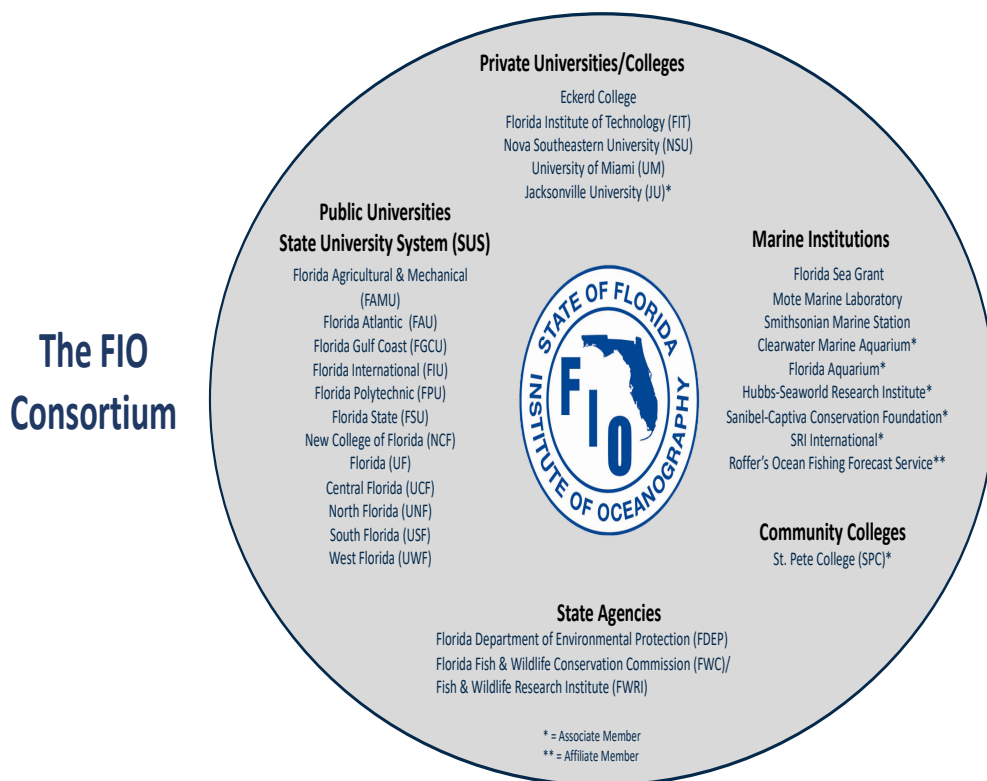 The FIO
Consortium
Private Universities/Colleges
Eckerd College
Florida Institute of Technology (FIT)
Nova Southeastern University (NSU)
University of Miami (UM)
Jacksonville University (JU)*
Public Universities
State University System (SUS)
Florida Agricultural & Mechanical
(FAMU)
Florida Atlantic  (FAU)
Florida Gulf Coast (FGCU)
Florida International (FIU)
Florida Polytechnic (FPU)
Florida State (FSU)
New College of Florida (NCF)
Florida (UF)
Central Florida (UCF)
North Florida (UNF)
South Florida (USF)
West Florida (UWF)
STATE OF FLORIDA
FIO
INSTITUTE OF OCEANOGRAPHY
Marine Institutions
Florida Sea Grant
Mote Marine Laboratory
Smithsonian Marine Station
Clearwater Marine Aquarium*
Florida Aquarium*
Hubbs-Seaworld Research Institute*
Sanibel-Captiva Conservation Foundation*
SRI International*
Roffer's Ocean Fishing Forecast Service**
Community Colleges
St. Pete College (SPC)*
State Agencies
Florida Department of Environmental Protection (FDEP)
Florida Fish & Wildlife Conservation Commission (FWC)/
Fish & Wildlife Research Institute (FWRI)
* = Associate Member
** = Affiliate Member